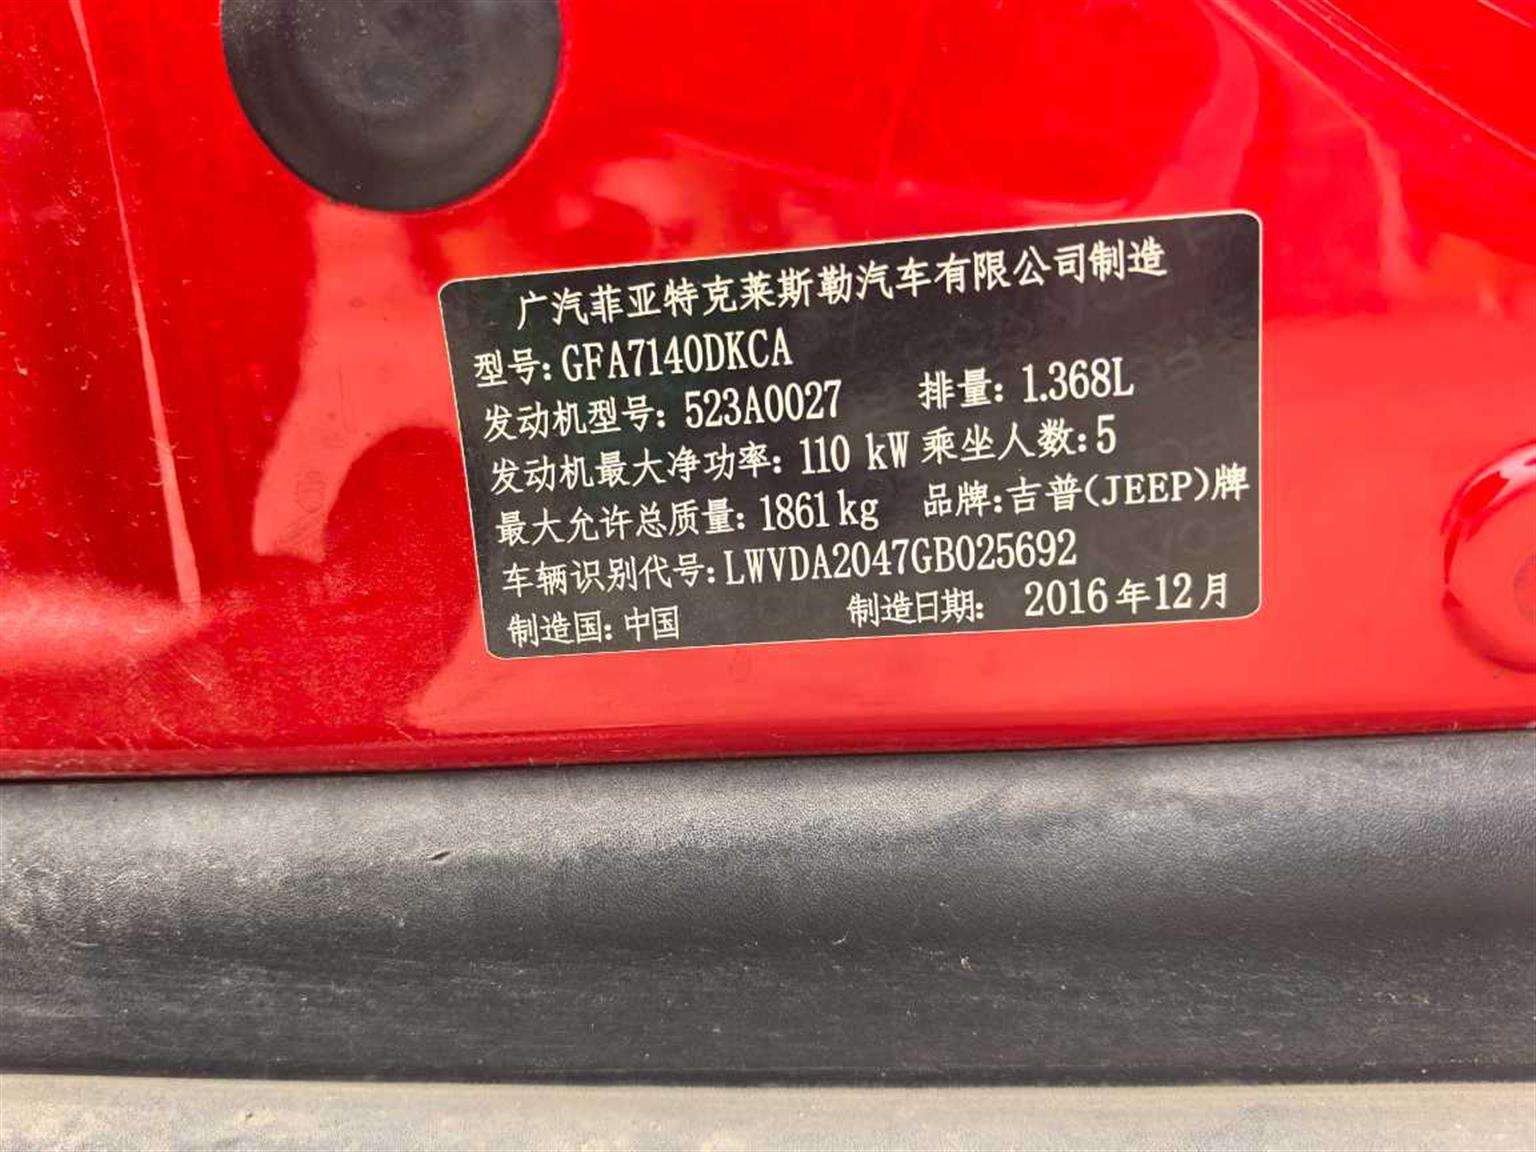 广汽菲亚特克莱斯勒汽车有限公司制造
型号：GFA7140DKCA
发动机型号：523A0027 排量：1.368L
发动机最大净功率：110 kW 乘坐人数：5
最大允许总质量：1861kg 品牌：吉普(JEEP)牌
车辆识别代号：LWVDA2047GB025692
制造国：中国 制造日期： 2016年12月